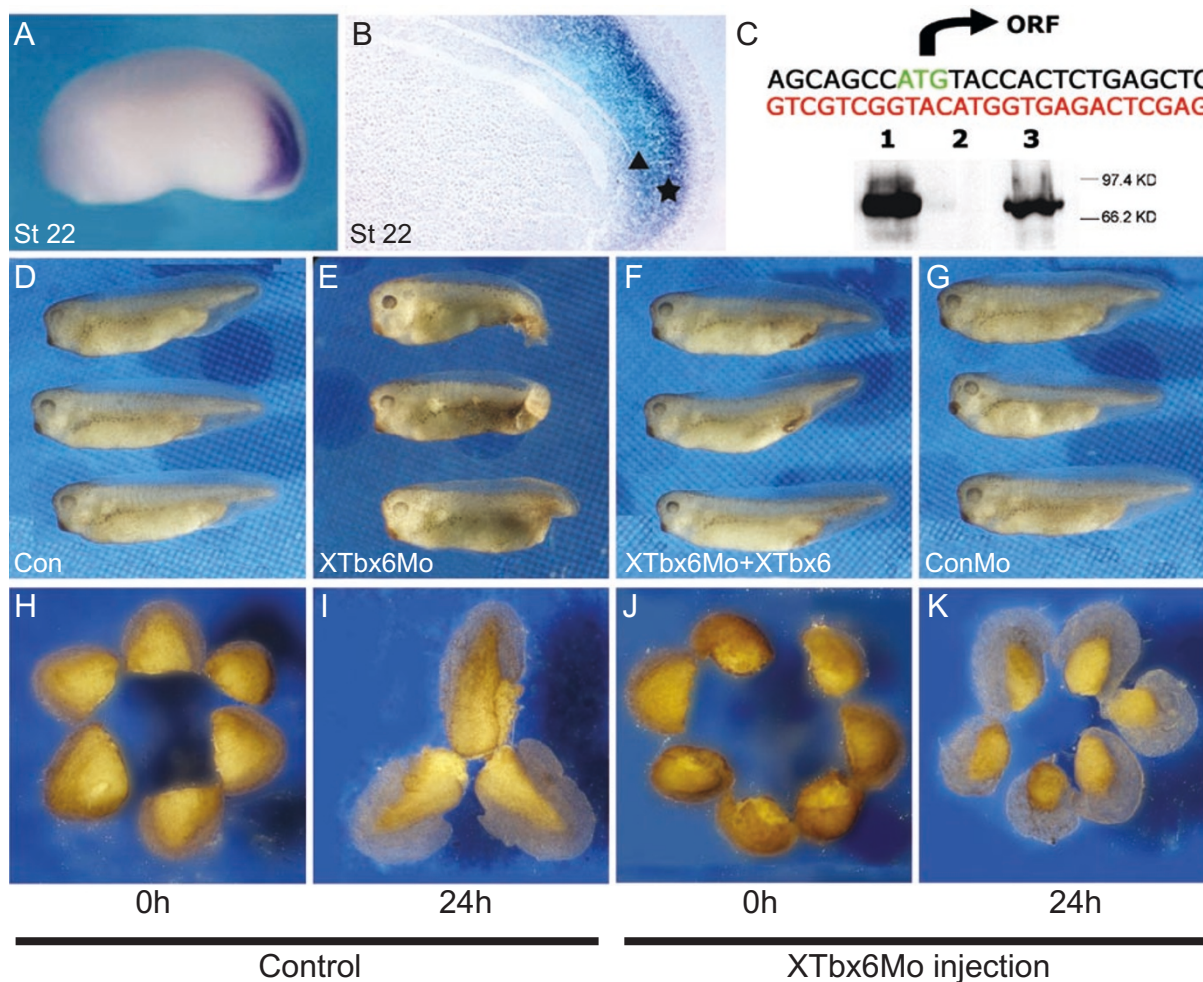 A
St 22
B
St 22
C
ORF
AGCAGCCATGTACCACTCTGAGCTC
GTCGTCGGTACATGGTGAGACTCGAG
1 2 3
97.4 KD
66.2 KD
D
Con
E
XTbx6Mo
F
XTbx6Mo+XTbx6
G
ConMo
H
I
J
K
0h
24h
0h
24h
Control
XTbx6Mo injection